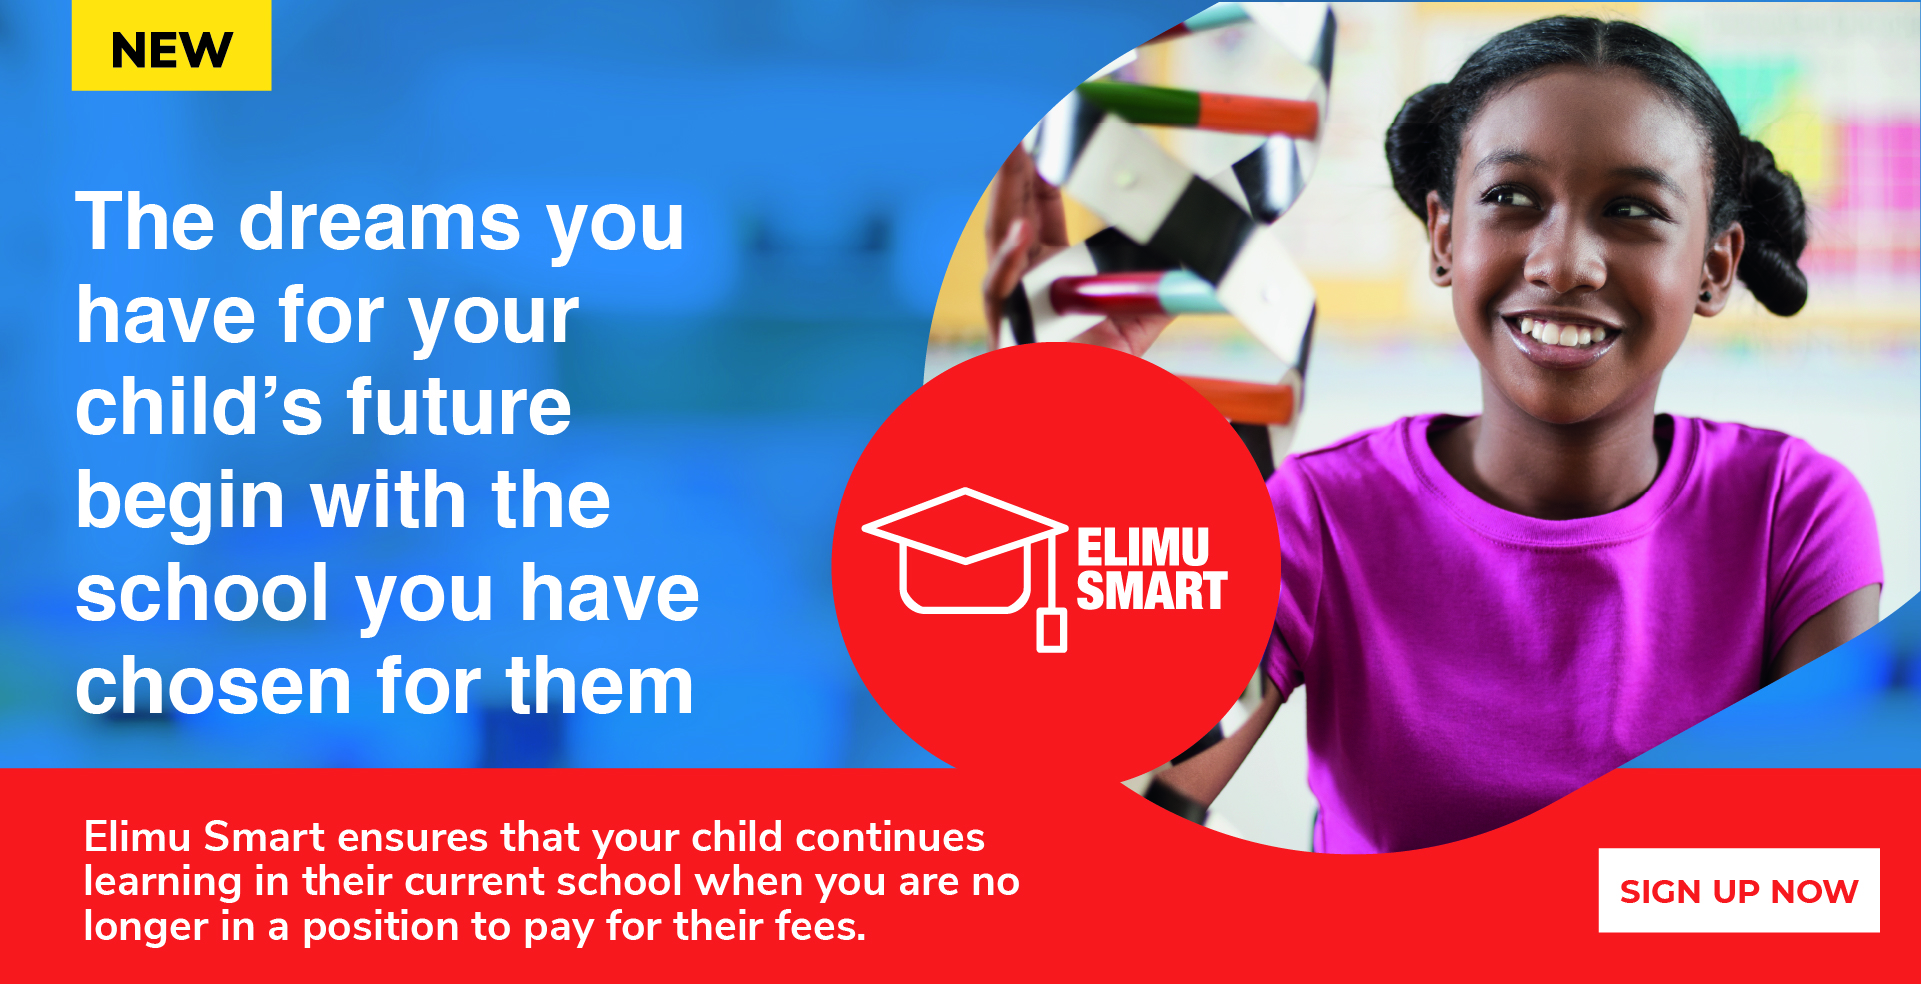 NEW
The dreams you
have for your
child’s future
begin with the
school you have
chosen for them
ELIMU
SMART
Elimu Smart ensures that your child continues
learning in their current school when you are no
longer in a position to pay for their fees.
SIGN UP NOW